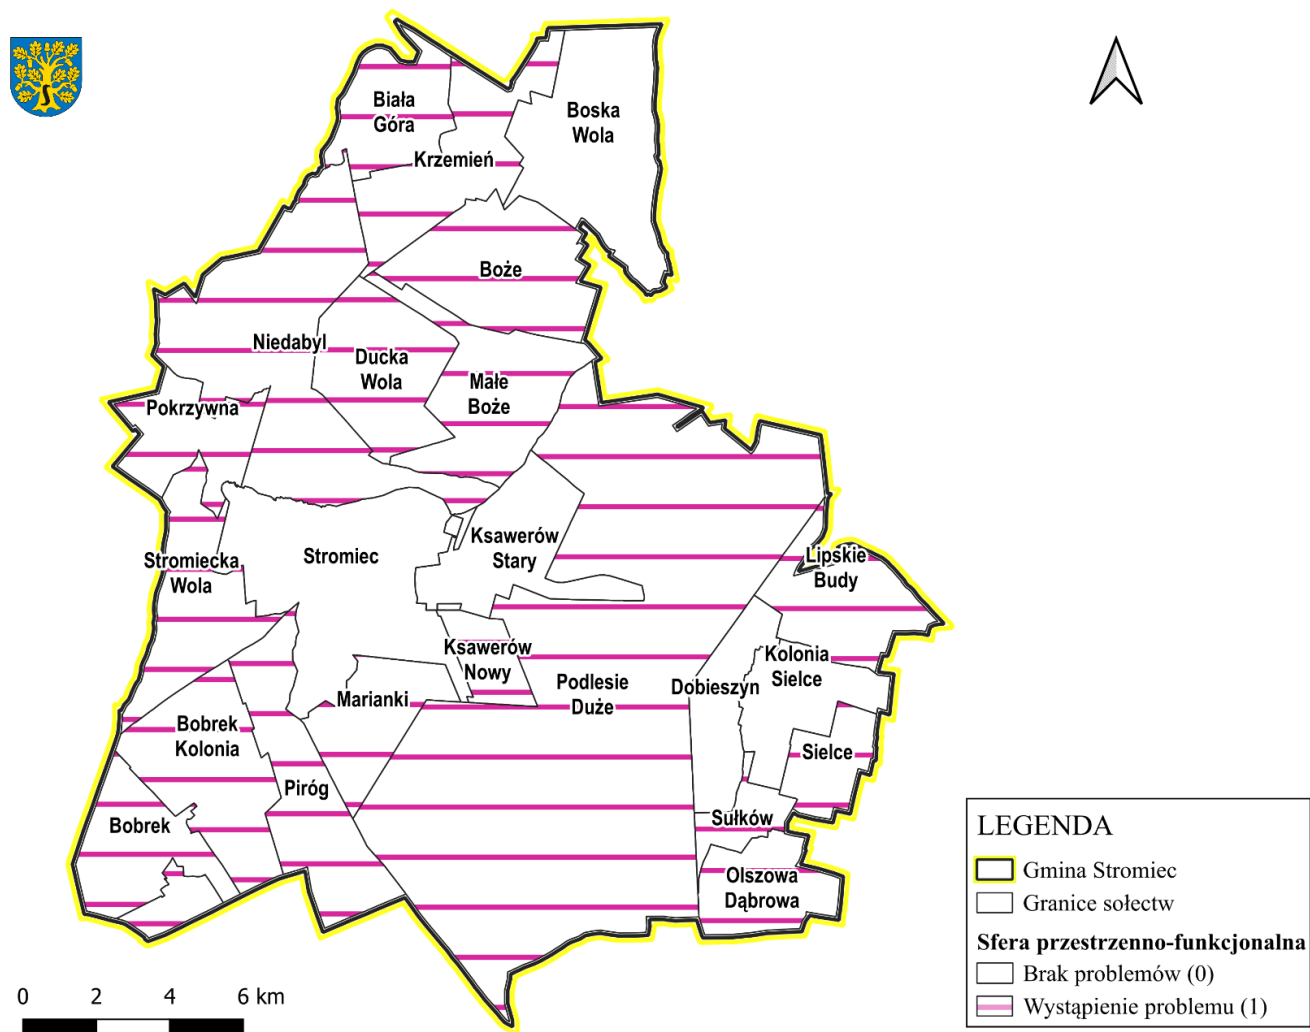 Biała
Góra
Boska
Wola
Krzemień
Boże
Niedabyl
Ducka
Wola
Małe
Boże
Pokrzywna
Ksawerów
Stary
Stromiec
Stromiecka
Wola
Lipskie
Budy
Ksawerów
Nowy
Kolonia
Sielce
Podlesie
Duże
Dobieszyn
Marianki
Bobrek
Kolonia
Sielce
Piróg
Bobrek
Sułków
Olszowa
Dąbrowa
LEGENDA
Gmina Stromiec
Granice sołectw
Sfera przestrzenno-funkcjonalna
Brak problemów (0)
Wystąpienie problemu (1)
0 2 4 6 km